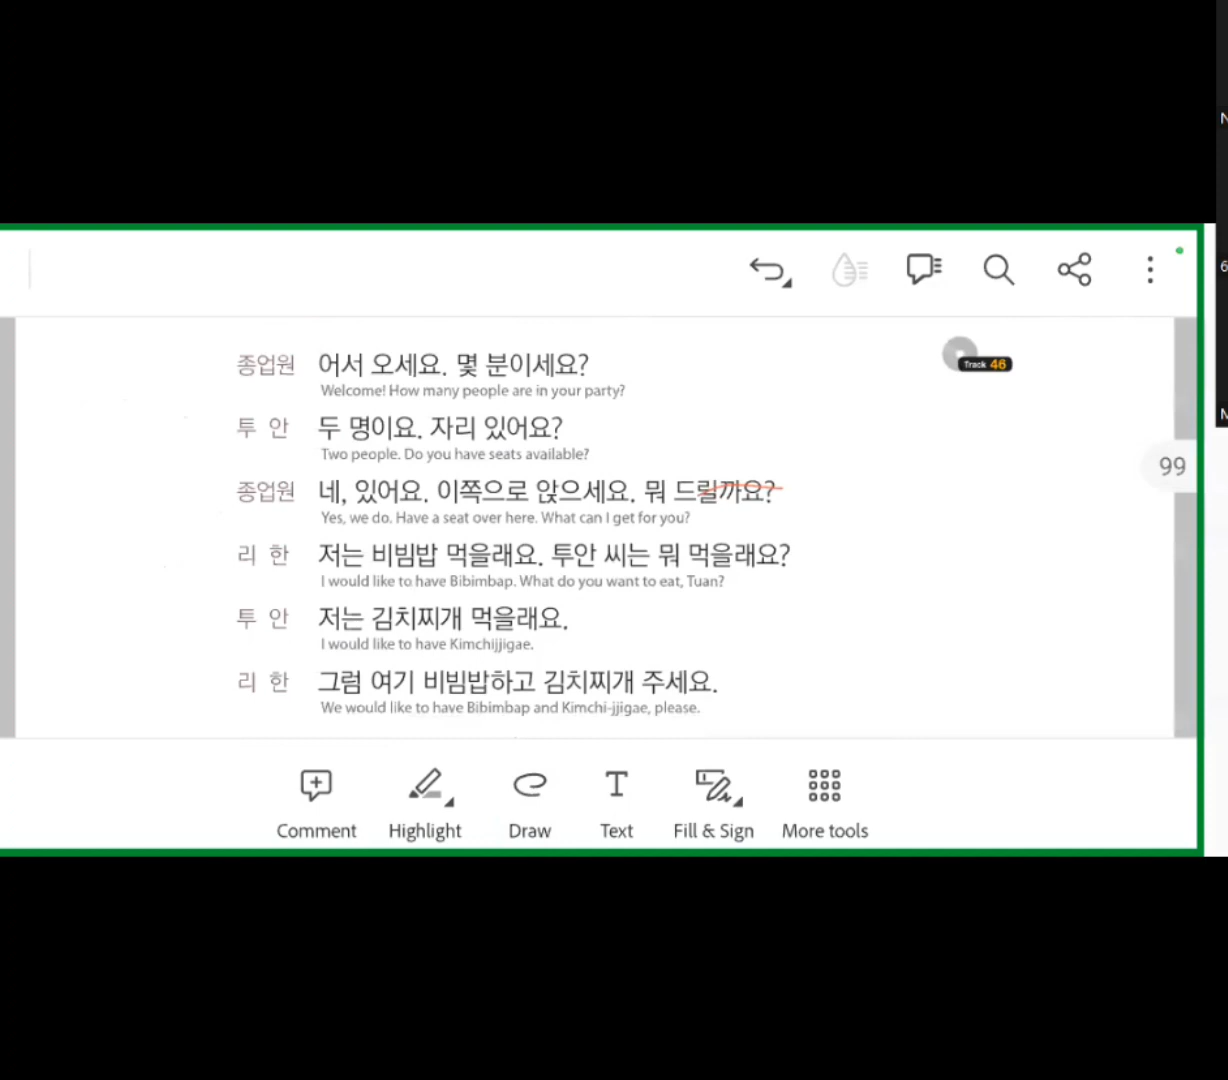 종업원 어서 오세요. 몇 분이세요?
Welcome! How many people are in your party?
Track 46
투 안 두 명이요. 자리 있어요?
Two people. Do you have seats available?
99
종업원 네, 있어요. 이쪽으로 앉으세요. 뭐 드릴까요?
Yes, we do. Have a seat over here. What can I get for you?
리 한 저는 비빔밥 먹을래요. 투안 씨는 뭐 먹을래요?
I would like to have Bibimbap. What do you want to eat, Tuan?
투 안 저는 김치찌개 먹을래요.
I would like to have Kimchijjigae.
리 한 그럼 여기 비빔밥하고 김치찌개 주세요.
We would like to have Bibimbap and Kimchi-jjigae, please.
Comment Highlight Draw Text Fill & Sign More tools